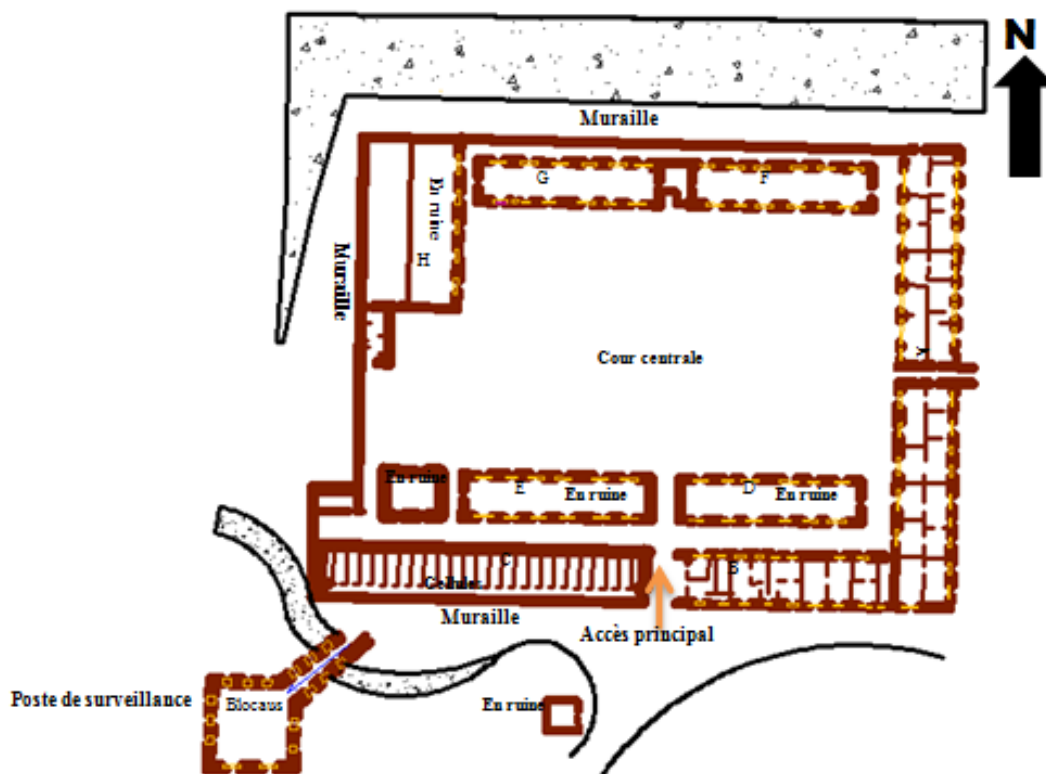 N
Muraille
G
F
En ruine
H
Muraille
Cour centrale
A
En ruine
E
En ruine
D
En ruine
C
B
Cellules
Muraille
Accès principal
Poste de surveillance
Blocaus
En ruine